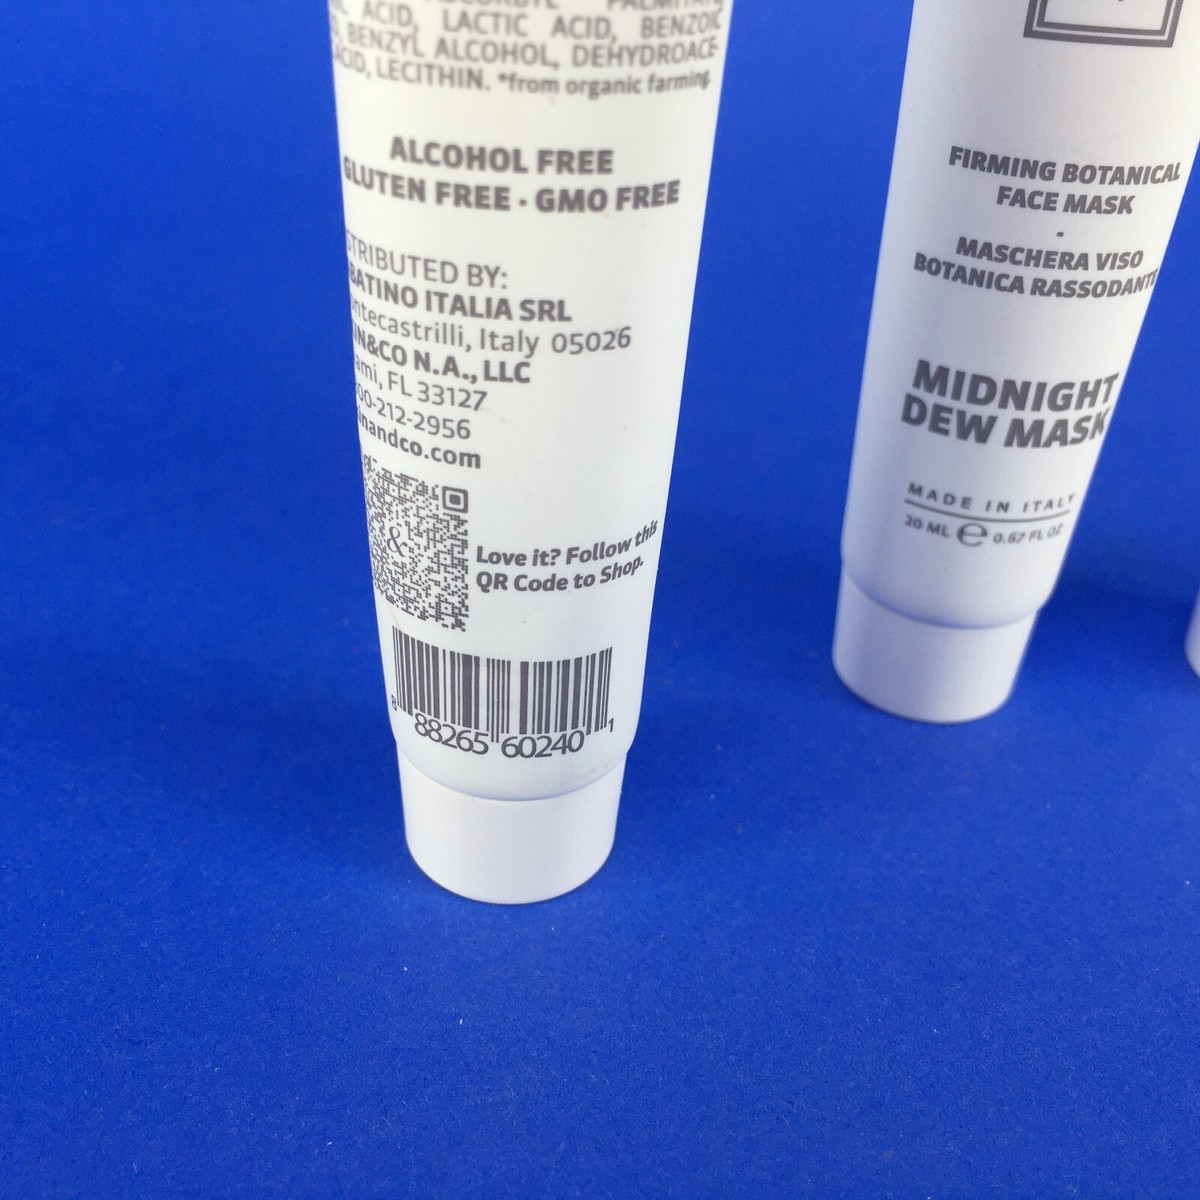 ACID, LACTIC ACID, BENZOIC
BENZYL ALCOHOL, DEHYDROACE
ACID, LECITHIN. *from organic farming.
ALCOHOL FREE
GLUTEN FREE • GMO FREE
TRIBUTED BY:
BATINO ITALIA SRL
ntecastrilli, Italy 05026
N&CO N.A., LLC
ami, FL 33127
00-212-2956
inandco.com
&
Love it? Follow this
QR Code to Shop.
8 88265 60240 1
FIRMING BOTANICAL
FACE MASK
-
MASCHERA VISO
BOTANICA RASSODANTE
MIDNIGHT
DEW MASK
MADE IN ITALY
20 ML e 0.67 FL OZ